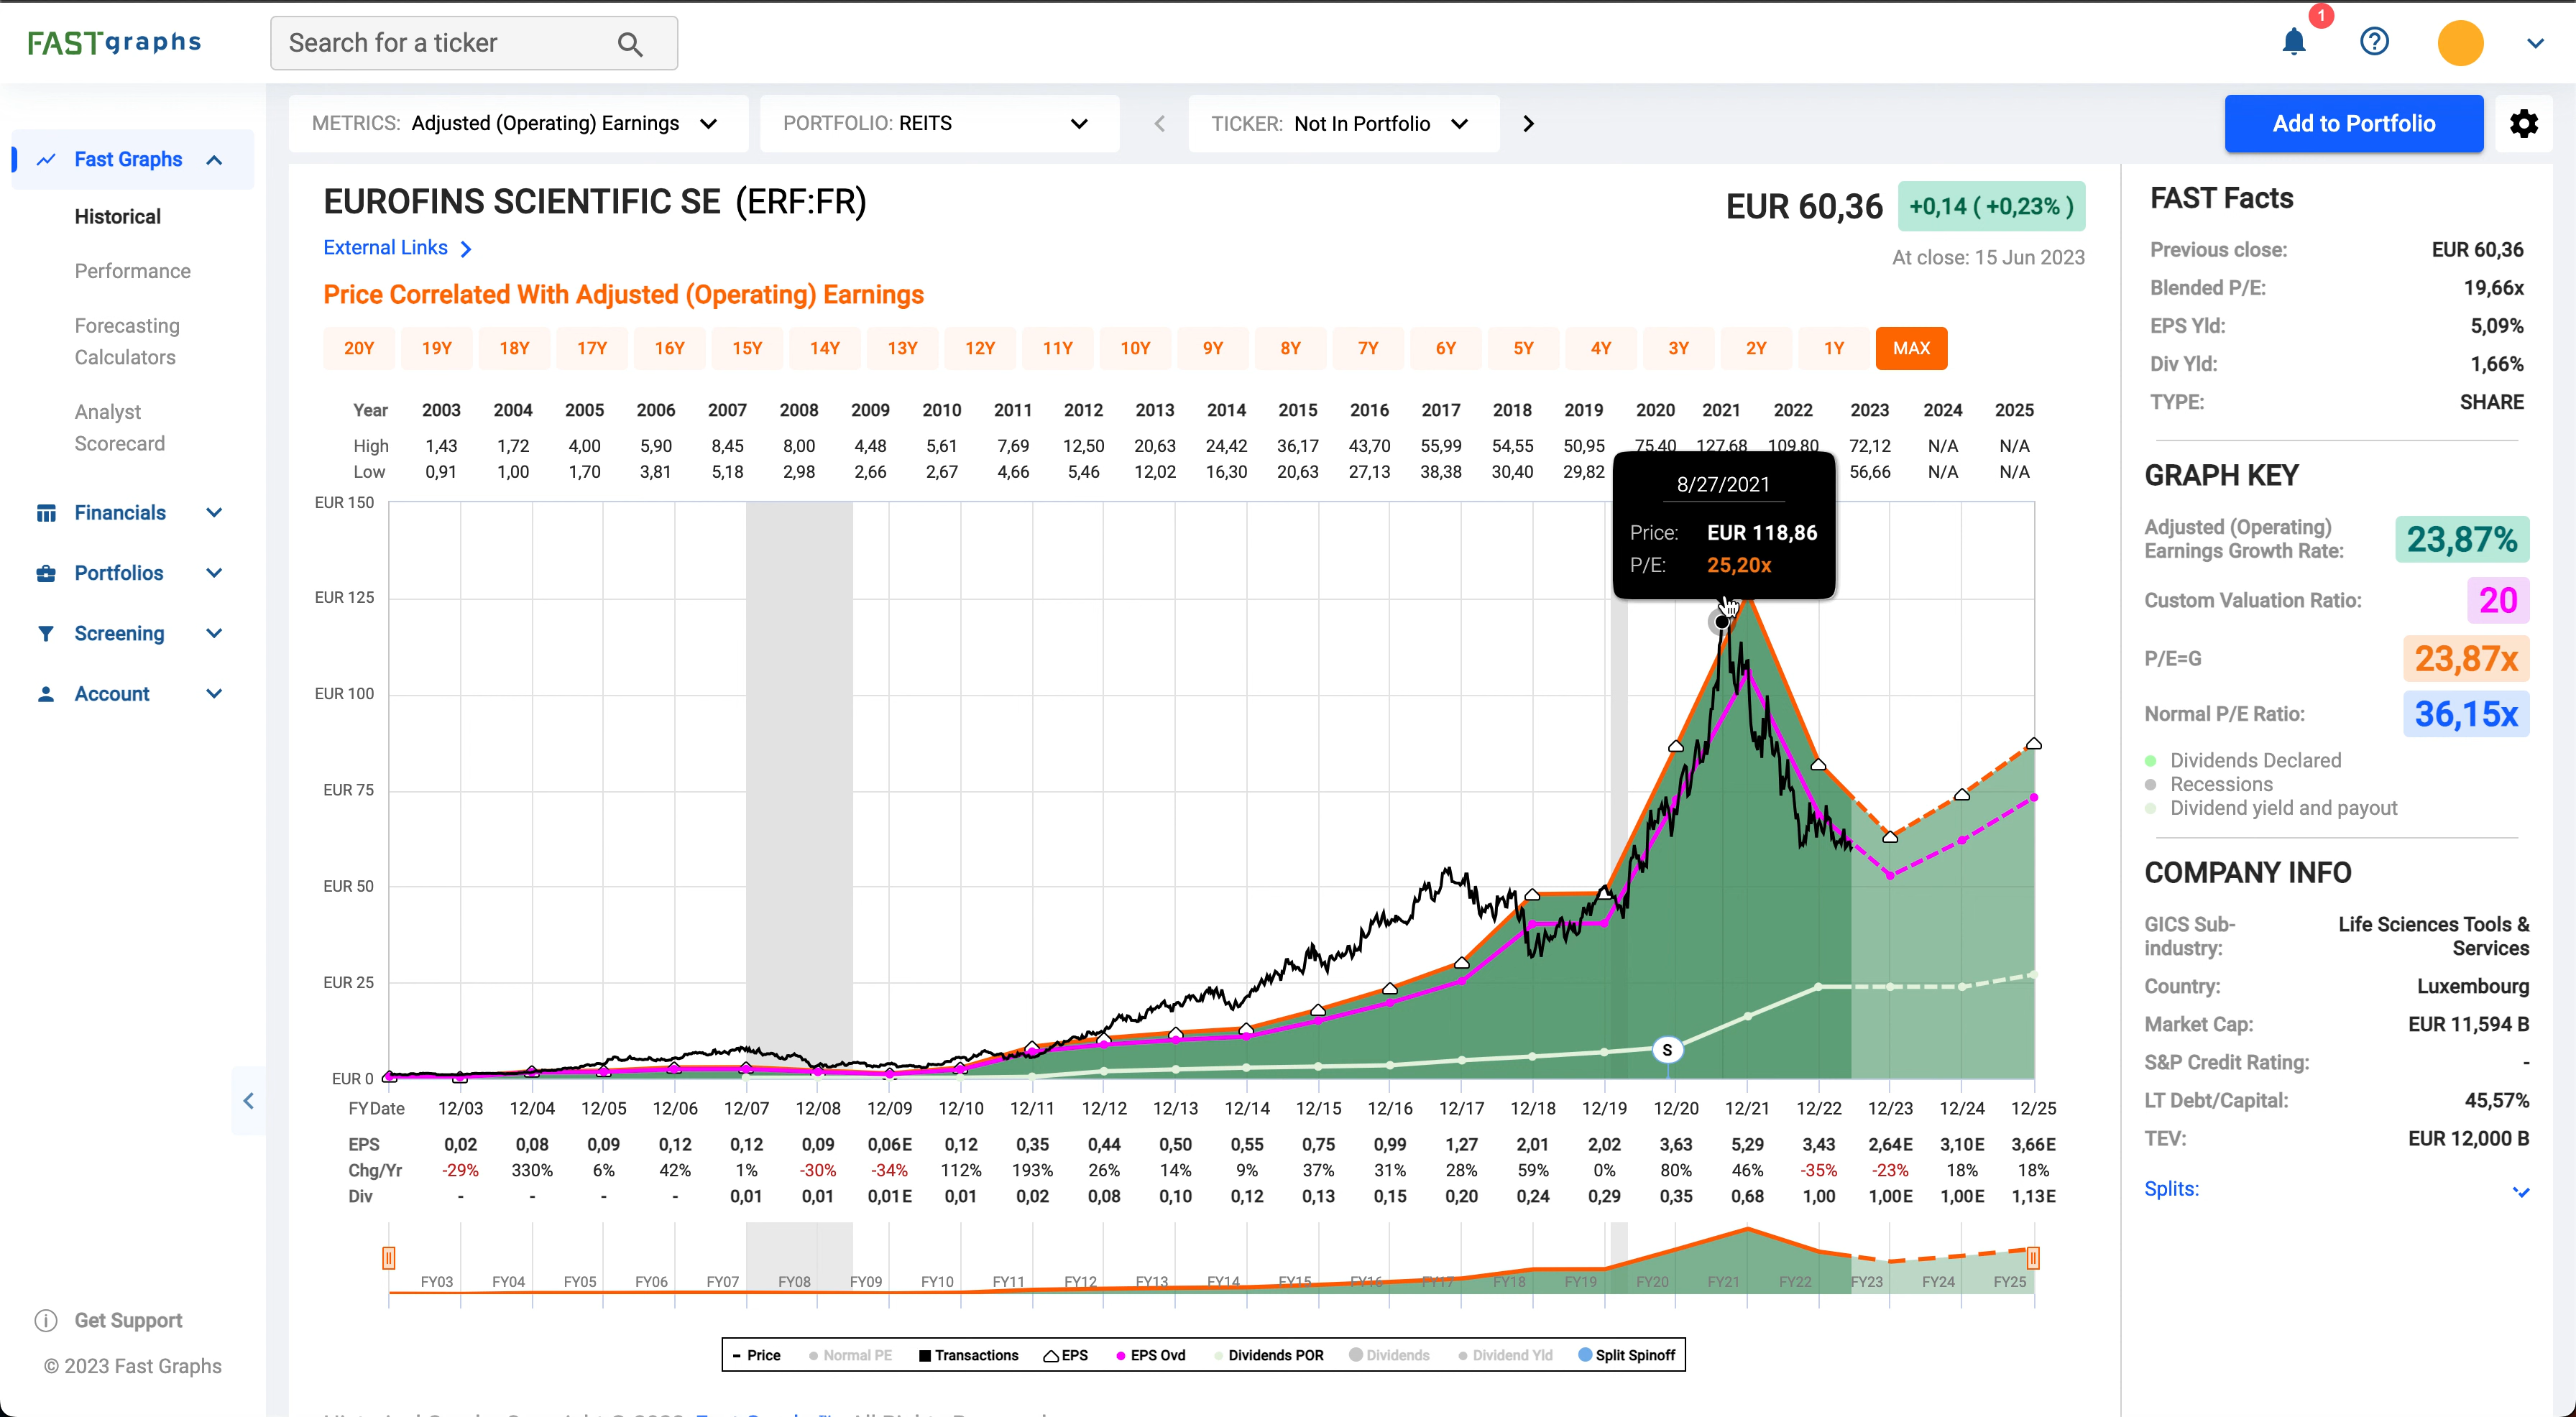 FASTgraphs
Search for a ticker
1
METRICS: Adjusted (Operating) Earnings
PORTFOLIO: REITS
TICKER: Not In Portfolio
Add to Portfolio
Fast Graphs
Historical
Performance
Forecasting
Calculators
Analyst
Scorecard
Financials
Portfolios
Screening
Account
Get Support
© 2023 Fast Graphs
EUROFINS SCIENTIFIC SE (ERF:FR)
EUR 60,36 +0,14 ( +0,23% )
External Links
At close: 15 Jun 2023
Price Correlated With Adjusted (Operating) Earnings
20Y 19Y 18Y 17Y 16Y 15Y 14Y 13Y 12Y 11Y 10Y 9Y 8Y 7Y 6Y 5Y 4Y 3Y 2Y 1Y MAX
Year 2003 2004 2005 2006 2007 2008 2009 2010 2011 2012 2013 2014 2015 2016 2017 2018 2019 2020 2021 2022 2023 2024 2025
High 1,43 1,72 4,00 5,90 8,45 8,00 4,48 5,61 7,69 12,50 20,63 24,42 36,17 43,70 55,99 54,55 50,95 75,40 127,68 109,80 72,12 N/A N/A
Low 0,91 1,00 1,70 3,81 5,18 2,98 2,66 2,67 4,66 5,46 12,02 16,30 20,63 27,13 38,38 30,40 29,82 56,66 N/A N/A
8/27/2021
Price: EUR 118,86
P/E: 25,20x
EUR 150
EUR 125
EUR 100
EUR 75
EUR 50
EUR 25
EUR 0
S
FYDate 12/03 12/04 12/05 12/06 12/07 12/08 12/09 12/10 12/11 12/12 12/13 12/14 12/15 12/16 12/17 12/18 12/19 12/20 12/21 12/22 12/23 12/24 12/25
EPS 0,02 0,08 0,09 0,12 0,12 0,09 0,06E 0,12 0,35 0,44 0,50 0,55 0,75 0,99 1,27 2,01 2,02 3,63 5,29 3,43 2,64E 3,10E 3,66E
Chg/Yr -29% 330% 6% 42% 1% -30% -34% 112% 193% 26% 14% 9% 37% 31% 28% 59% 0% 80% 46% -35% -23% 18% 18%
Div - - - - 0,01 0,01 0,01E 0,01 0,02 0,08 0,10 0,12 0,13 0,15 0,20 0,24 0,29 0,35 0,68 1,00 1,00E 1,00E 1,13E
FY03 FY04 FY05 FY06 FY07 FY08 FY09 FY10 FY11 FY12 FY13 FY14 FY15 FY16 FY17 FY18 FY19 FY20 FY21 FY22 FY23 FY24 FY25
Price Normal PE Transactions EPS EPS Ovd Dividends POR Dividends Dividend Yld Split Spinoff
FAST Facts
Previous close: EUR 60,36
Blended P/E: 19,66x
EPS Yld: 5,09%
Div Yld: 1,66%
TYPE: SHARE
GRAPH KEY
Adjusted (Operating)
Earnings Growth Rate: 23,87%
Custom Valuation Ratio: 20
P/E=G 23,87x
Normal P/E Ratio: 36,15x
Dividends Declared
Recessions
Dividend yield and payout
COMPANY INFO
GICS Sub-
industry: Life Sciences Tools &
Services
Country: Luxembourg
Market Cap: EUR 11,594 B
S&P Credit Rating: -
LT Debt/Capital: 45,57%
TEV: EUR 12,000 B
Splits: